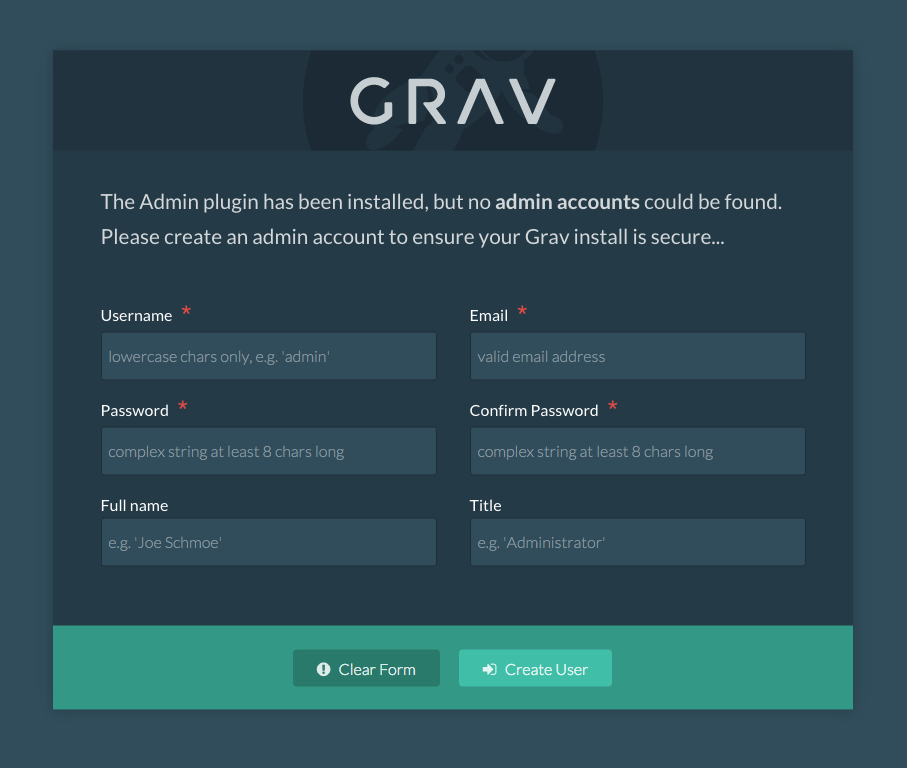 GRAV
The Admin plugin has been installed, but no admin accounts could be found.
Please create an admin account to ensure your Grav install is secure...
Username *
Email *
lowercase chars only, e.g. 'admin'
valid email address
Password *
Confirm Password *
complex string at least 8 chars long
complex string at least 8 chars long
Full name
Title
e.g. 'Joe Schmoe'
e.g. 'Administrator'
Clear Form
Create User